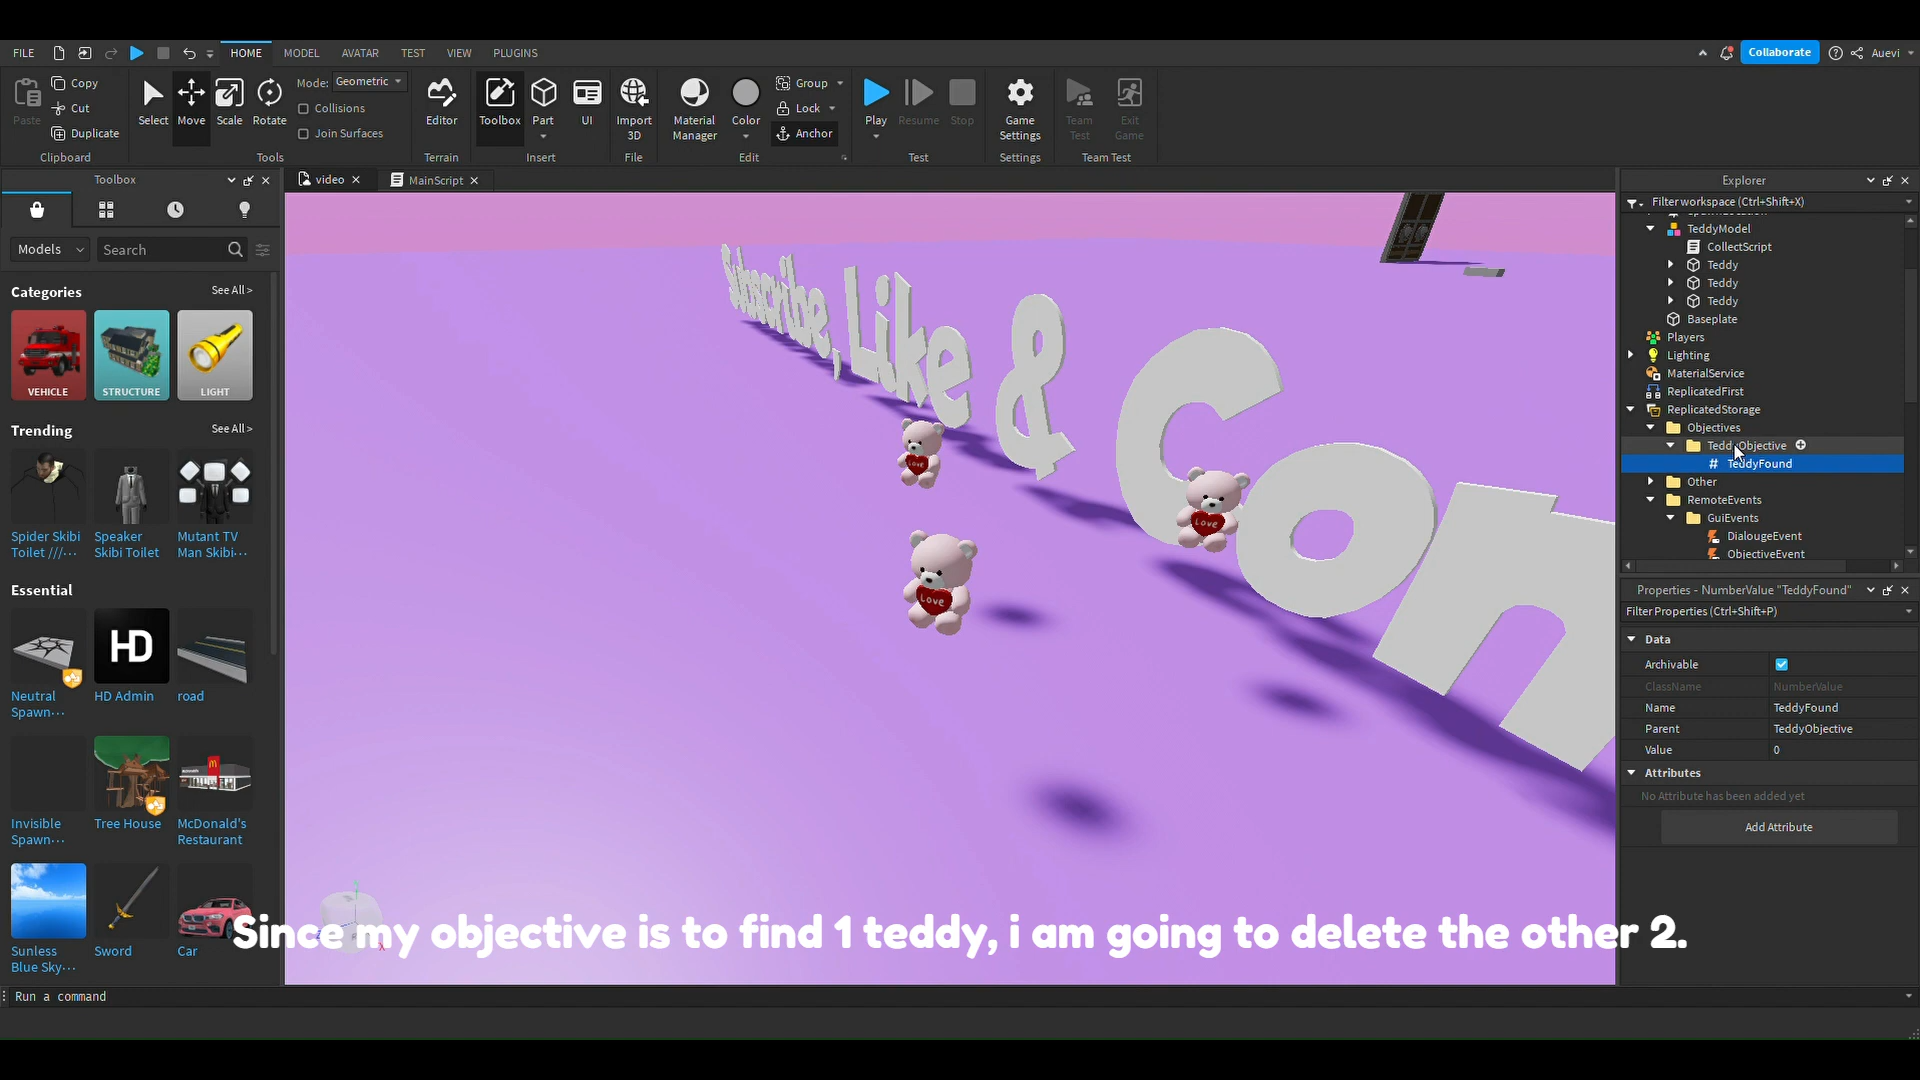 FILE HOME MODEL AVATAR TEST VIEW PLUGINS Collaborate Auevi
Paste Copy Cut Duplicate Clipboard
Select Move Scale Rotate Mode: Geometric Collisions Join Surfaces Tools
Editor Terrain
Toolbox Part UI Insert
Import 3D File
Material Manager Color Group Lock Anchor Edit
Play Resume Stop Test
Game Settings Settings
Team Test Exit Game Team Test
Toolbox
video MainScript
Models Search
Categories See All >
VEHICLE STRUCTURE LIGHT
Trending See All >
Spider Skibi Toilet ///···
Speaker Skibi Toilet
Mutant TV Man Skibi···
Essential
HD
Neutral Spawn···
HD Admin
road
Invisible Spawn···
Tree House
McDonald's Restaurant
Sunless Blue Sky···
Sword
Car
Subscribe, Like & Com
Love
Love
Love
Explorer
Filter workspace (Ctrl+Shift+X)
TeddyModel
CollectScript
Teddy
Teddy
Teddy
Baseplate
Players
Lighting
MaterialService
ReplicatedFirst
ReplicatedStorage
Objectives
TeddyObjective
TeddyFound
Other
RemoteEvents
GuiEvents
DialougeEvent
ObjectiveEvent
Properties - NumberValue "TeddyFound"
Filter Properties (Ctrl+Shift+P)
Data
Archivable
ClassName NumberValue
Name TeddyFound
Parent TeddyObjective
Value 0
Attributes
No Attribute has been added yet
Add Attribute
Since my objective is to find 1 teddy, i am going to delete the other 2.
Run a command